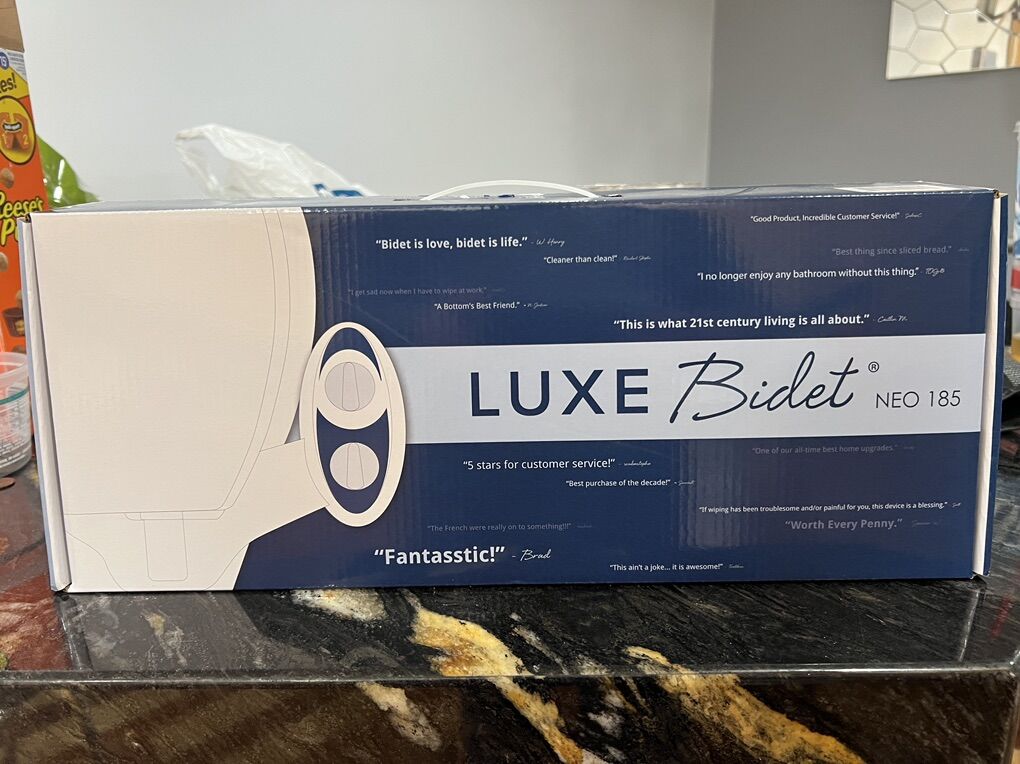 es!
Reese's
"Good Product, Incredible Customer Service!"
"Bidet is love, bidet is life." - W Henry
"Cleaner than clean!"
"Best thing since sliced bread."
"I no longer enjoy any bathroom without this thing."
"I get sad now when I have to wipe at work."
"A Bottom's Best Friend."
"This is what 21st century living is all about." - Caitlin M.
LUXE Bidet ® NEO 185
"One of our all-time best home upgrades."
"5 stars for customer service!"
"Best purchase of the decade!"
"If wiping has been troublesome and/or painful for you, this device is a blessing."
"Worth Every Penny."
"The French were really on to something!!!"
"Fantasstic!" - Brad
"This ain't a joke... it is awesome!"